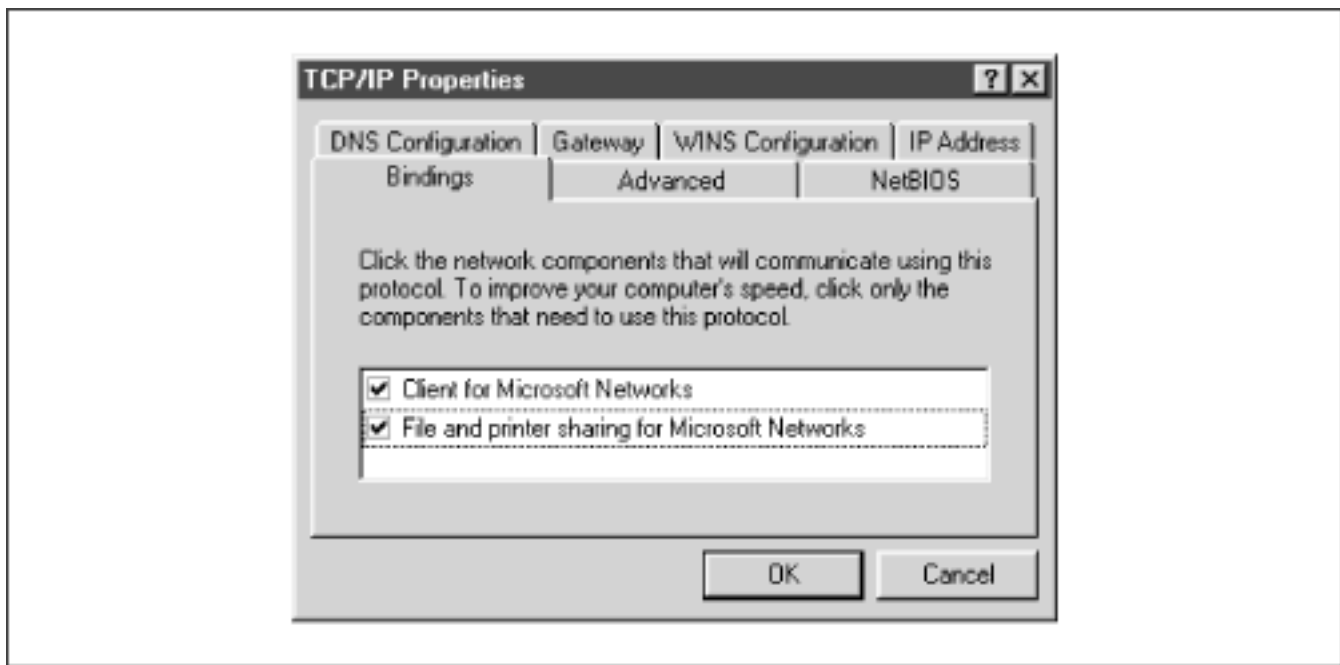 TCP/IP Properties
DNS Configuration Gateway WINS Configuration IP Address
Bindings Advanced NetBIOS
Click the network components that will communicate using this
protocol. To improve your computer's speed, click only the
components that need to use this protocol.
Client for Microsoft Networks
File and printer sharing for Microsoft Networks
OK Cancel